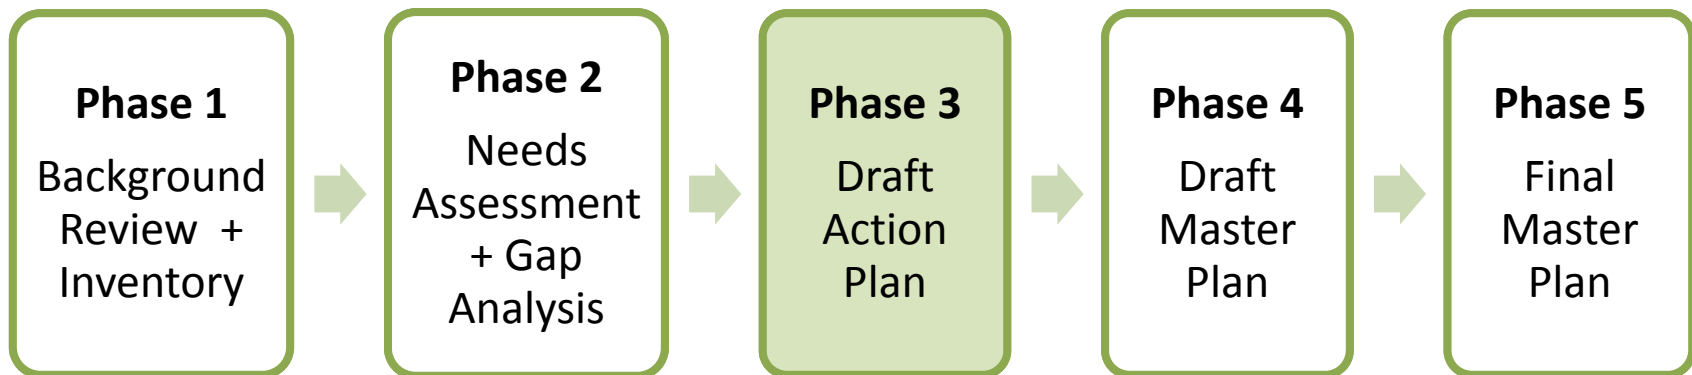 Phase 1
Background
Review +
Inventory
Phase 2
Needs
Assessment
+ Gap
Analysis
Phase 3
Draft
Action
Plan
Phase 4
Draft
Master
Plan
Phase 5
Final
Master
Plan